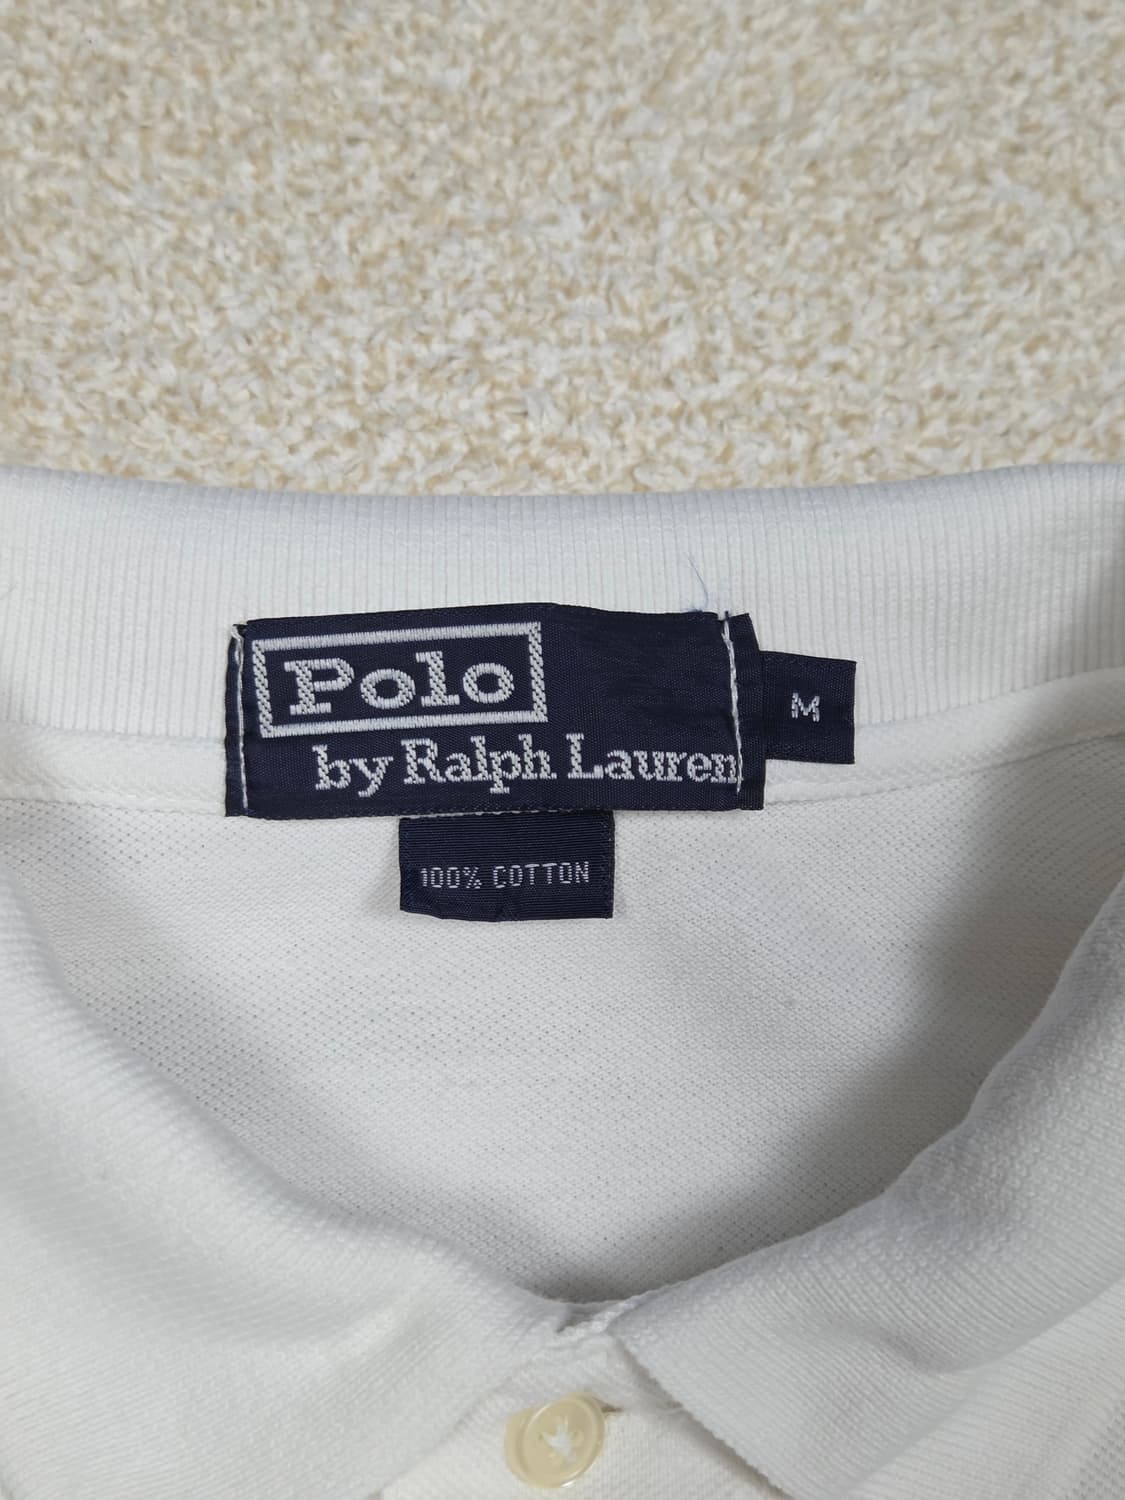 Polo
by Ralph Lauren
M
100% COTTON